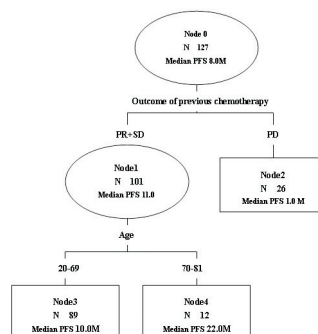 Node 0
N 127
Median PFS 8.0M
Outcome of previous chemotherapy
PR+SD PD
Node1
N 101
Median PFS 11.0
Node2
N 26
Median PFS 1.0 M
Age
20-69 70-81
Node3
N 89
Median PFS 10.0M
Node4
N 12
Median PFS 22.0M